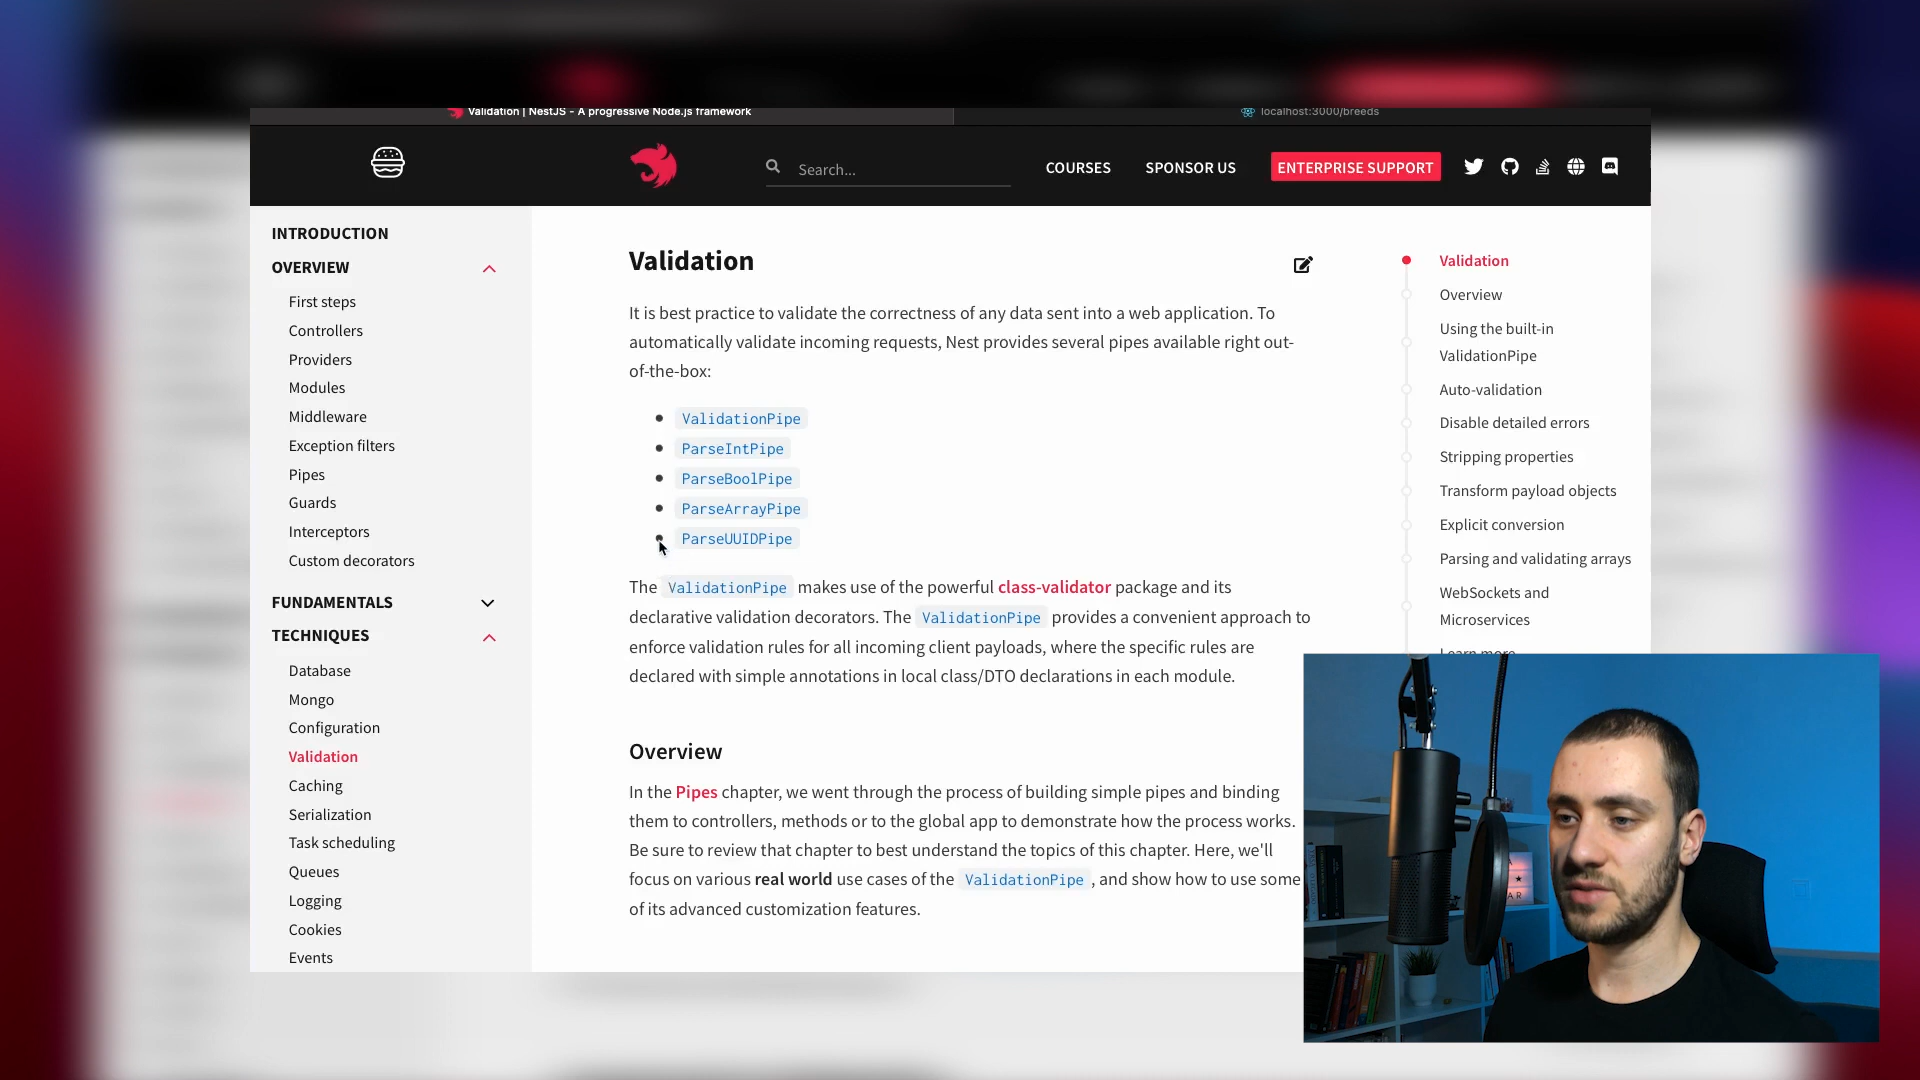 Validation | NestJS - A progressive Node.js framework
localhost:3000/breeds
Search...
COURSES
SPONSOR US
ENTERPRISE SUPPORT
INTRODUCTION
OVERVIEW
First steps
Controllers
Providers
Modules
Middleware
Exception filters
Pipes
Guards
Interceptors
Custom decorators
FUNDAMENTALS
TECHNIQUES
Database
Mongo
Configuration
Validation
Caching
Serialization
Task scheduling
Queues
Logging
Cookies
Events
Validation
It is best practice to validate the correctness of any data sent into a web application. To
automatically validate incoming requests, Nest provides several pipes available right out-
of-the-box:
ValidationPipe
ParseIntPipe
ParseBoolPipe
ParseArrayPipe
ParseUUIDPipe
The ValidationPipe makes use of the powerful class-validator package and its
declarative validation decorators. The ValidationPipe provides a convenient approach to
enforce validation rules for all incoming client payloads, where the specific rules are
declared with simple annotations in local class/DTO declarations in each module.
Overview
In the Pipes chapter, we went through the process of building simple pipes and binding
them to controllers, methods or to the global app to demonstrate how the process works.
Be sure to review that chapter to best understand the topics of this chapter. Here, we'll
focus on various real world use cases of the ValidationPipe, and show how to use some
of its advanced customization features.
Validation
Overview
Using the built-in
ValidationPipe
Auto-validation
Disable detailed errors
Stripping properties
Transform payload objects
Explicit conversion
Parsing and validating arrays
WebSockets and
Microservices
Learn more